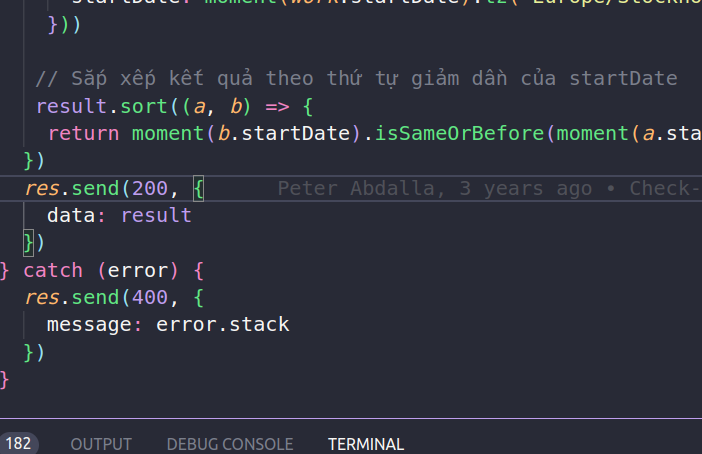 startDate: moment(work.startDate).tz('Europe/Stockho
}))
// Sắp xếp kết quả theo thứ tự giảm dần của startDate
result.sort((a, b) => {
return moment(b.startDate).isSameOrBefore(moment(a.sta
})
res.send(200, { Peter Abdalla, 3 years ago • Check-
data: result
})
} catch (error) {
res.send(400, {
message: error.stack
})
}
182 OUTPUT DEBUG CONSOLE TERMINAL